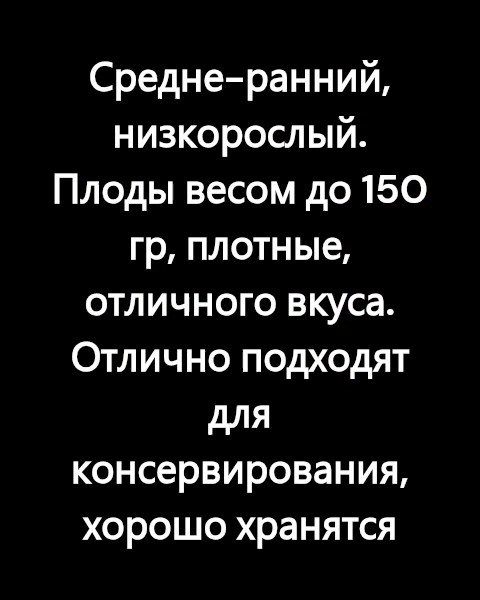 Средне-ранний,
низкорослый.
Плоды весом до 150
гр, плотные,
отличного вкуса.
Отлично подходят
для
консервирования,
хорошо хранятся